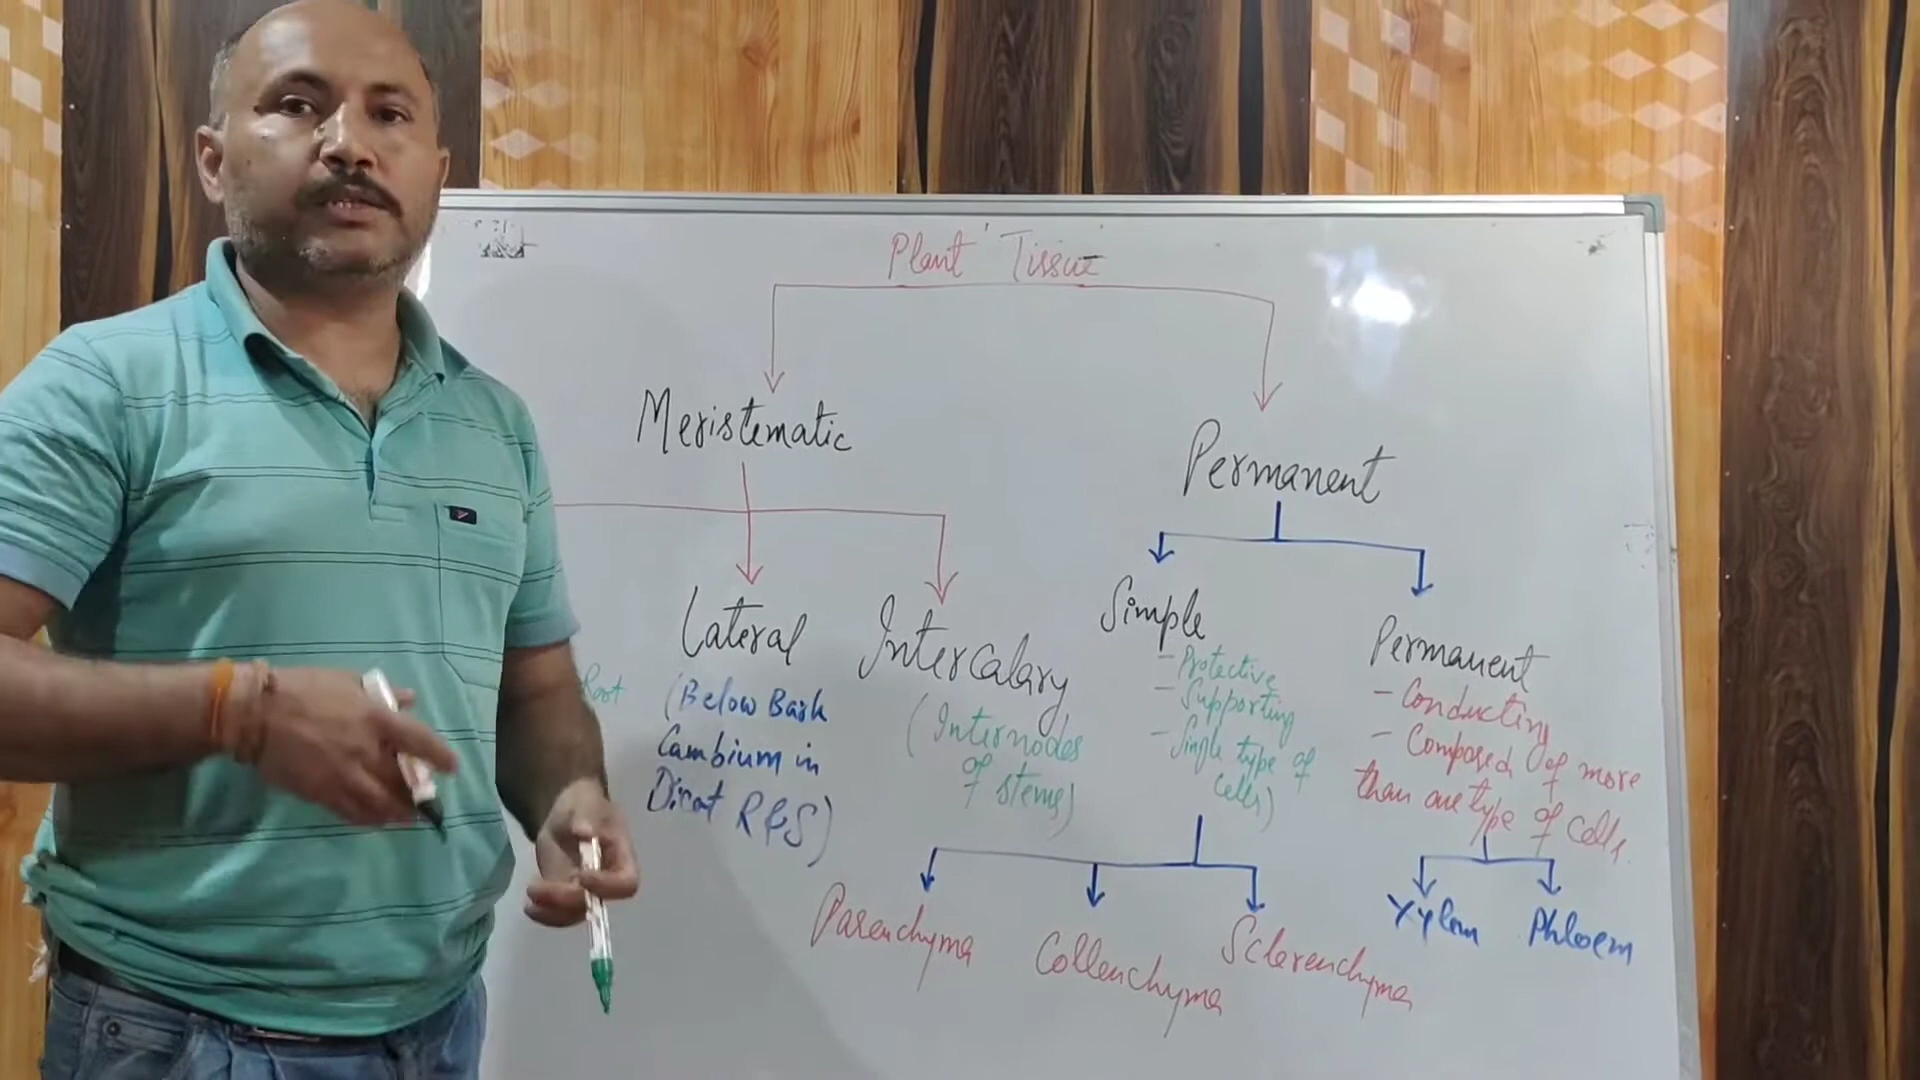 Plant Tissue
Meristematic
Permanent
Lateral
Intercalary
Simple
Permanent
Root
(Below Bark
Cambium in
Dicot R&S)
(Internodes
of stems)
- Protective
- Supporting
- Single type of
cells)
- Conducting
- Composed of more
than one type of cells.
Parenchyma
Collenchyma
Sclerenchyma
Xylem
Phloem